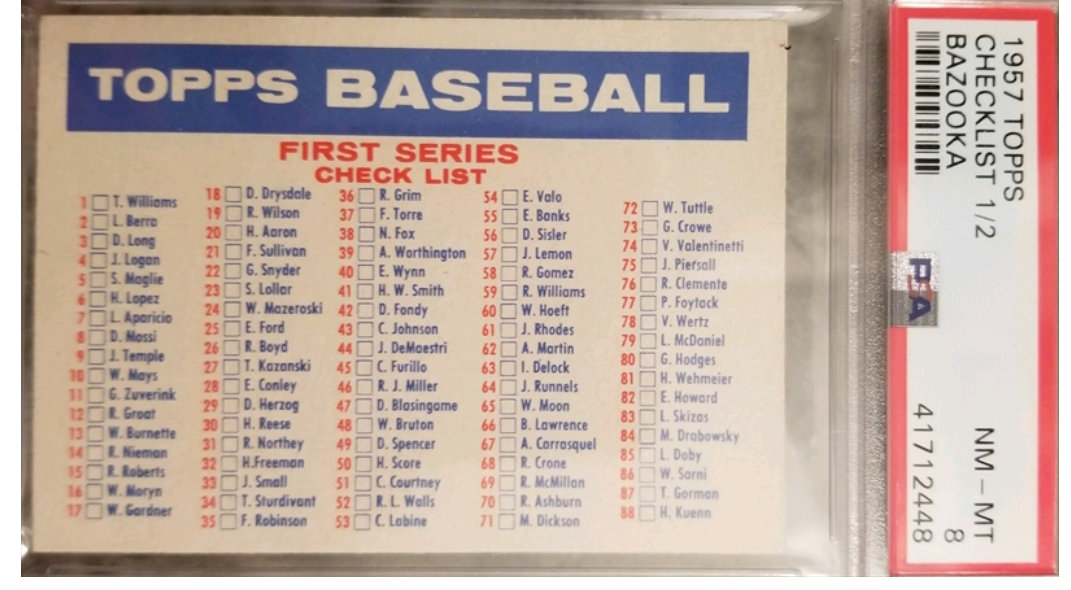 TOPPS BASEBALL
FIRST SERIES
CHECK LIST
1 T. Williams
2 L. Berra
3 D. Long
4 J. Logan
5 S. Maglie
6 H. Lopez
7 L. Aparicio
8 D. Mossi
9 J. Temple
10 W. Mays
11 G. Zuverink
12 R. Groat
13 W. Burnette
14 R. Nieman
15 R. Roberts
16 W. Moryn
17 W. Gardner
18 D. Drysdale
19 R. Wilson
20 H. Aaron
21 F. Sullivan
22 G. Snyder
23 S. Lollar
24 W. Mazeroski
25 E. Ford
26 R. Boyd
27 T. Kazanski
28 E. Conley
29 D. Herzog
30 H. Reese
31 R. Northey
32 H.Freeman
33 J. Small
34 T. Sturdivant
35 F. Robinson
36 R. Grim
37 F. Torre
38 N. Fox
39 A. Worthington
40 E. Wynn
41 H. W. Smith
42 D. Fondy
43 C. Johnson
44 J. DeMaestri
45 C. Furillo
46 R. J. Miller
47 D. Blasingame
48 W. Bruton
49 D. Spencer
50 H. Score
51 C. Courtney
52 R. L. Walls
53 C. Labine
54 E. Valo
55 E. Banks
56 D. Sisler
57 J. Lemon
58 R. Gomez
59 R. Williams
60 W. Hoeft
61 J. Rhodes
62 A. Martin
63 I. Delock
64 J. Runnels
65 W. Moon
66 B. Lawrence
67 A. Carrasquel
68 R. Crone
69 R. McMillan
70 R. Ashburn
71 M. Dickson
72 W. Tuttle
73 G. Crowe
74 V. Valentinetti
75 J. Piersall
76 R. Clemente
77 P. Foytack
78 V. Wertz
79 L. McDaniel
80 G. Hodges
81 H. Wehmeier
82 E. Howard
83 L. Skizas
84 M. Drabowsky
85 L. Doby
86 W. Sarni
87 T. Gorman
88 H. Kuenn
1957 TOPPS
CHECKLIST 1/2
BAZOOKA
PSA
NM - MT
8
41712448